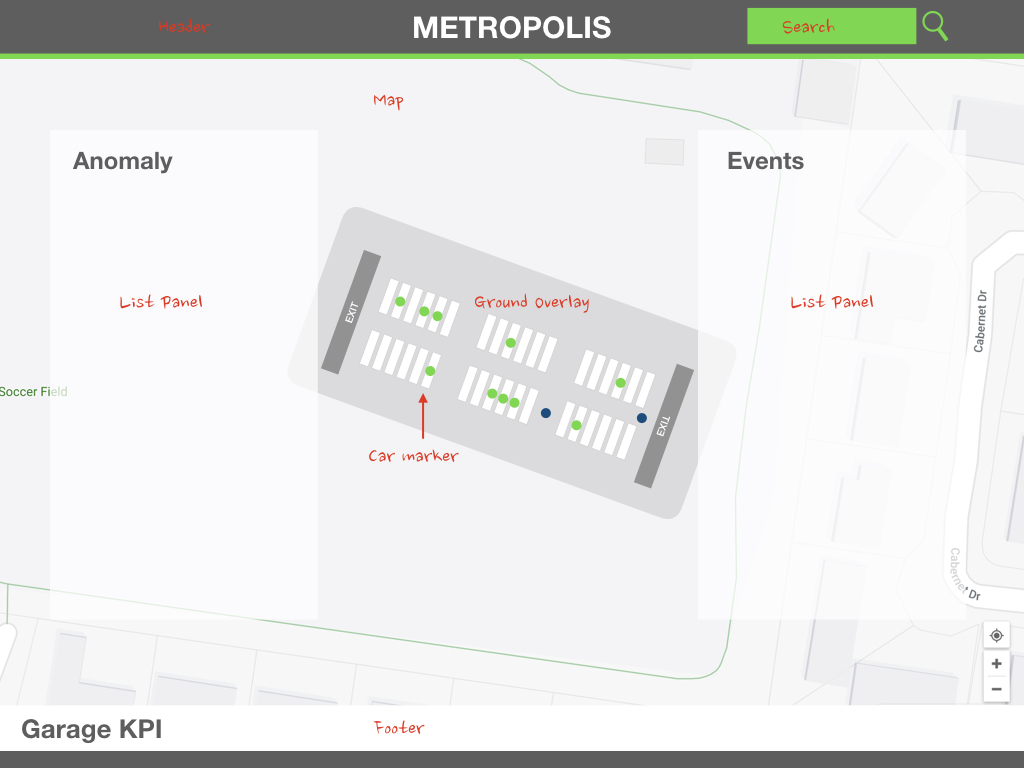 Header
METROPOLIS
Search
Map
Anomaly
Events
List Panel
Ground Overlay
List Panel
EXIT
EXIT
Cabernet Dr
Soccer Field
Car marker
Cabernet Dr
+
−
Garage KPI
Footer